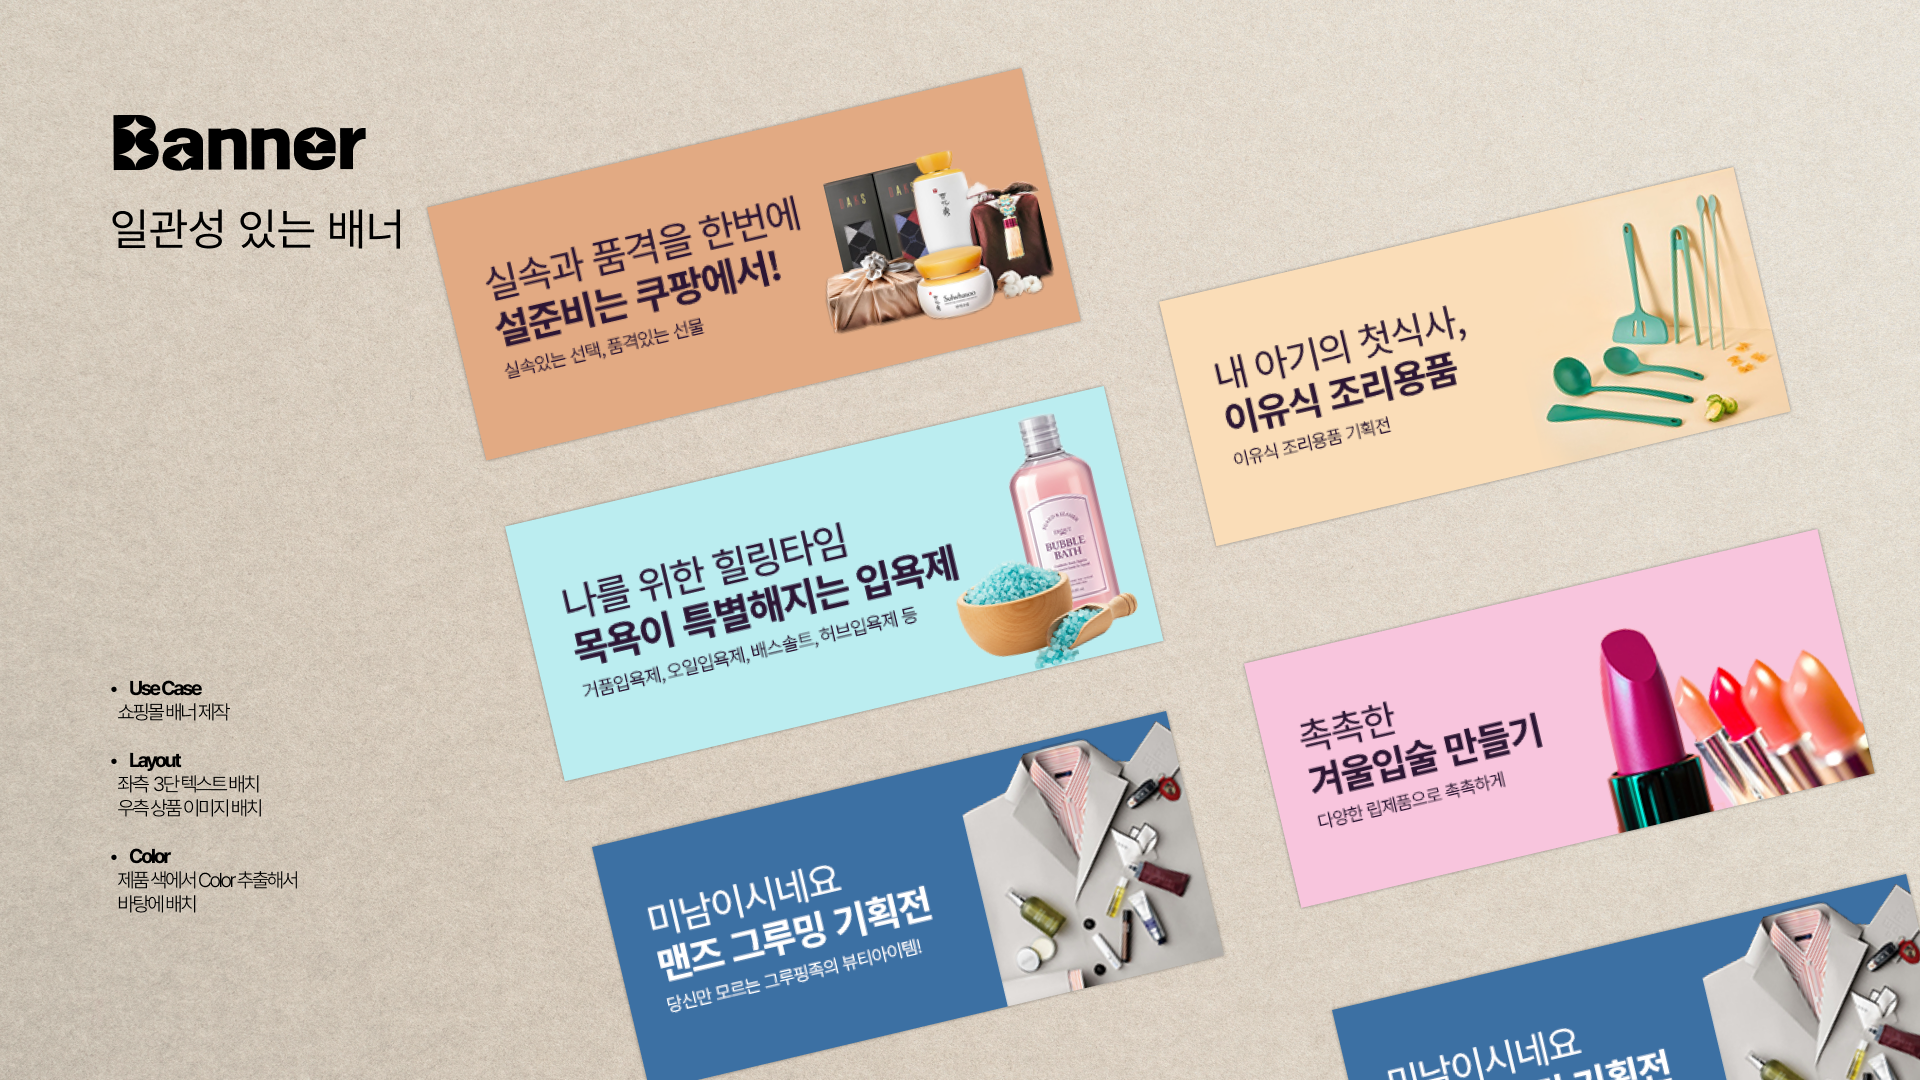 Banner
일관성 있는 배너
• Use Case
쇼핑몰 배너 제작
• Layout
좌측 3단 텍스트 배치
우측 상품 이미지 배치
• Color
제품 색에서 Color 추출해서
바탕에 배치
실속과 품격을 한번에
설준비는 쿠팡에서!
실속있는 선택, 품격있는 선물
DAKS
DAKS
Sulwhasoo
나를 위한 힐링타임
목욕이 특별해지는 입욕제
거품입욕제, 오일입욕제, 배스솔트, 허브입욕제 등
BUBBLE
BATH
미남이시네요
맨즈 그루밍 기획전
당신만 모르는 그루핑족의 뷰티아이템!
내 아기의 첫식사,
이유식 조리용품
이유식 조리용품 기획전
촉촉한
겨울입술 만들기
다양한 립제품으로 촉촉하게
미남이시네요
기획전